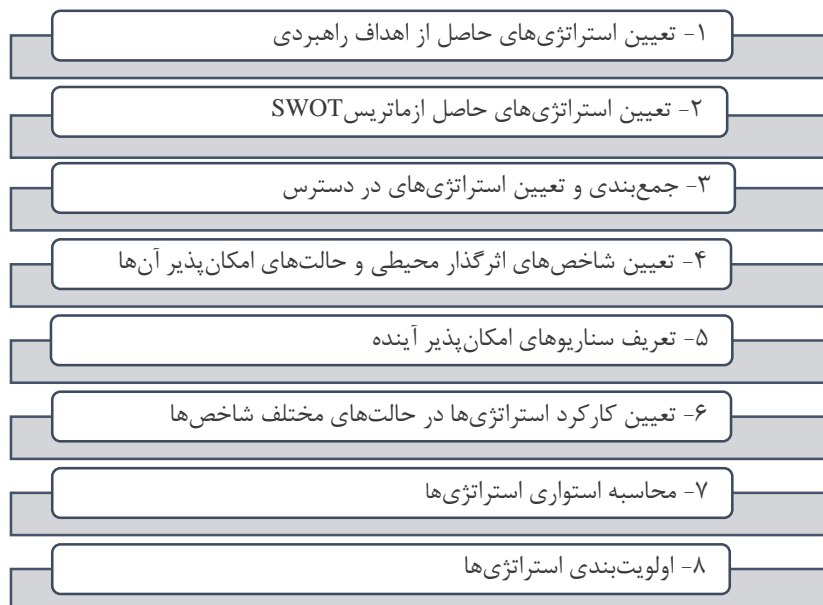 ۱- تعیین استراتژی‌های حاصل از اهداف راهبردی
۲- تعیین استراتژی‌های حاصل ازماتریسSWOT
۳- جمع‌بندی و تعیین استراتژی‌های در دسترس
۴- تعیین شاخص‌های اثرگذار محیطی و حالت‌های امکان‌پذیر آن‌ها
۵- تعریف سناریوهای امکان‌پذیر آینده
۶- تعیین کارکرد استراتژی‌ها در حالت‌های مختلف شاخص‌ها
۷- محاسبه استواری استراتژی‌ها
۸- اولویت‌بندی استراتژی‌ها